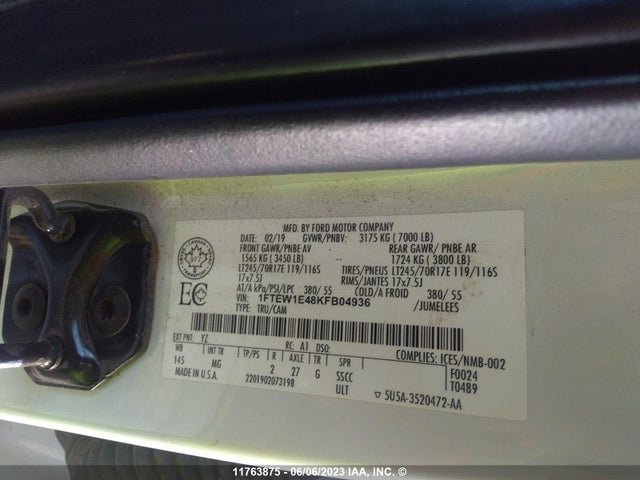 MFD. BY FORD MOTOR COMPANY
DATE: 02/19 GVWR/PNBV: 3175 KG ( 7000 LB)
FRONT GAWR/PNBE AV REAR GAWR/ PNBE AR
1565 KG ( 3450 LB) 1724 KG ( 3800 LB)
LT245/70R17E 119/116S TIRES/PNEUS LT245/70R17E 119/116S
17x7.5J RIMS/JANTES 17x7.5J
AT/A kPa/PSI/LPC 380/ 55 COLD/A FROID 380/ 55
VIN: 1FTEW1E48KFB04936 /JUMELEES
TYPE: TRU/CAM
EC
EXT PNT: YZ RC: A1 DSO: COMPLIES: ICES/NMB-002
WB INT TR TP/PS R AXLE TR SPR F0024
145 MG 2 27 G SSCC T0489
MADE IN U.S.A. 2201902073198 ULT ▽ 5U5A-3520472-AA
11763875 - 06/06/2023 IAA, INC. ©